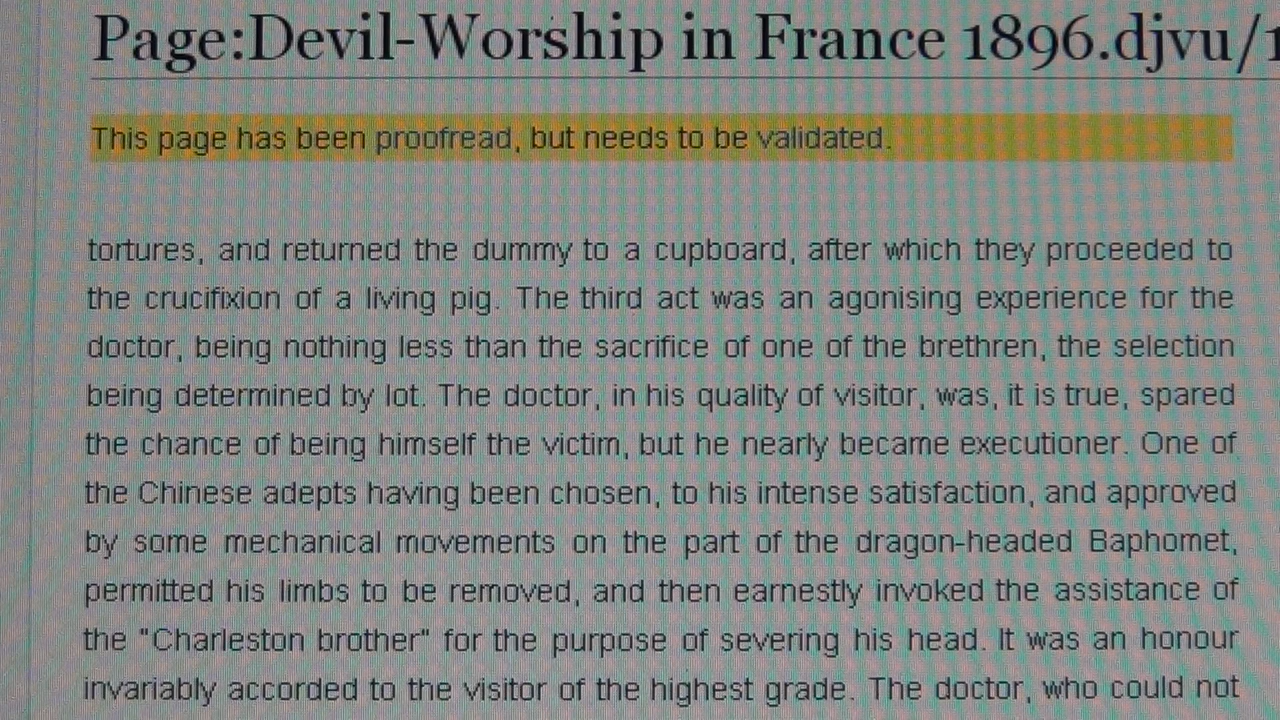 Page:Devil-Worship in France 1896.djvu/1
This page has been proofread, but needs to be validated.
tortures, and returned the dummy to a cupboard, after which they proceeded to
the crucifixion of a living pig. The third act was an agonising experience for the
doctor, being nothing less than the sacrifice of one of the brethren, the selection
being determined by lot. The doctor, in his quality of visitor, was, it is true, spared
the chance of being himself the victim, but he nearly became executioner. One of
the Chinese adepts having been chosen, to his intense satisfaction, and approved
by some mechanical movements on the part of the dragon-headed Baphomet,
permitted his limbs to be removed, and then earnestly invoked the assistance of
the "Charleston brother" for the purpose of severing his head. It was an honour
invariably accorded to the visitor of the highest grade. The doctor, who could not